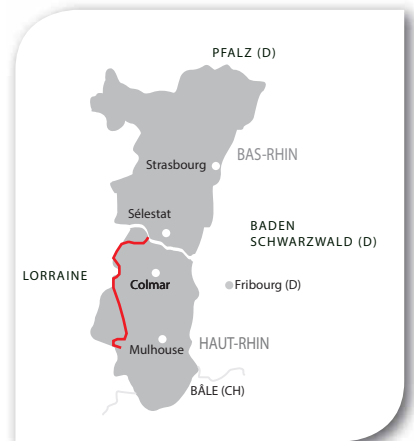 PFALZ (D)
BAS-RHIN
Strasbourg
Sélestat
BADEN
SCHWARZWALD (D)
LORRAINE
Colmar
Fribourg (D)
HAUT-RHIN
Mulhouse
BÂLE (CH)